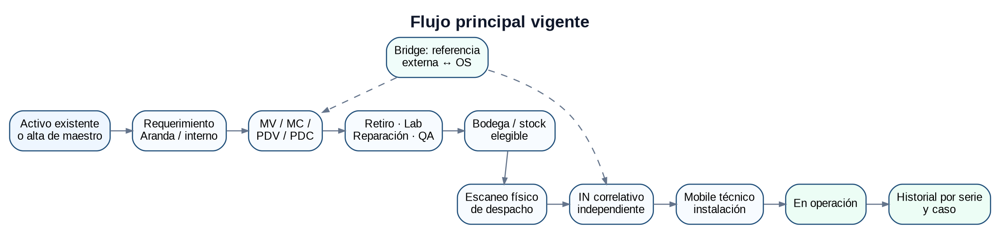 Flujo principal vigente
Bridge: referencia
externa ↔ OS
Activo existente
o alta de maestro
Requerimiento
Aranda / interno
MV / MC /
PDV / PDC
Retiro · Lab
Reparación · QA
Bodega / stock
elegible
Escaneo físico
de despacho
IN correlativo
independiente
Mobile técnico
instalación
En operación
Historial por serie
y caso